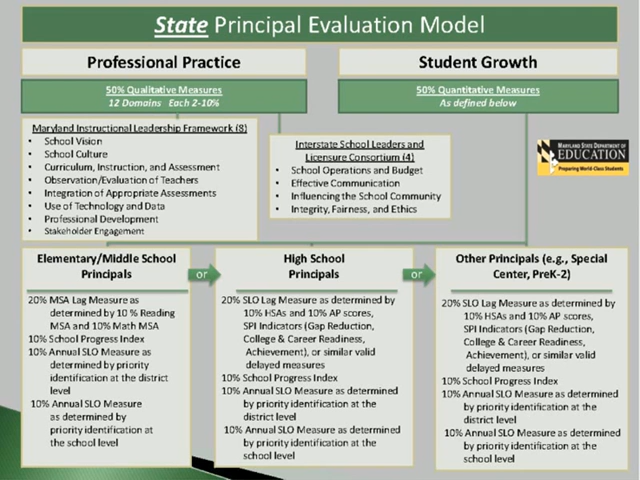 State Principal Evaluation Model
Professional Practice
Student Growth
50% Qualitative Measures
12 Domains Each 2-10%
50% Quantitative Measures
As defined below
Maryland Instructional Leadership Framework (8)
• School Vision
• School Culture
• Curriculum, Instruction, and Assessment
• Observation/Evaluation of Teachers
• Integration of Appropriate Assessments
• Use of Technology and Data
• Professional Development
• Stakeholder Engagement
Interstate School Leaders and
Licensure Consortium (4)
• School Operations and Budget
• Effective Communication
• Influencing the School Community
• Integrity, Fairness, and Ethics
MARYLAND STATE DEPARTMENT OF
EDUCATION
Preparing World-Class Students
Elementary/Middle School
Principals
20% MSA Lag Measure as
determined by 10 % Reading
MSA and 10% Math MSA
10% School Progress Index
10% Annual SLO Measure as
determined by priority
identification at the district
level
10% Annual SLO Measure
as determined by
priority identification at
the school level
or
High School
Principals
20% SLO Lag Measure as determined by
10% HSAs and 10% AP scores,
SPI Indicators (Gap Reduction,
College & Career Readiness,
Achievement), or similar valid
delayed measures
10% School Progress Index
10% Annual SLO Measure as determined
by priority identification at the
district level
10% Annual SLO Measure as determined
by priority identification at the
school level
or
Other Principals (e.g., Special
Center, PreK-2)
20% SLO Lag Measure as determined by
10% HSAs and 10% AP scores,
SPI Indicators (Gap Reduction,
College & Career Readiness,
Achievement), or similar valid
delayed measures
10% School Progress Index
10% Annual SLO Measure as determined
by priority identification at the
district level
10% Annual SLO Measure as determined
by priority identification at the
school level